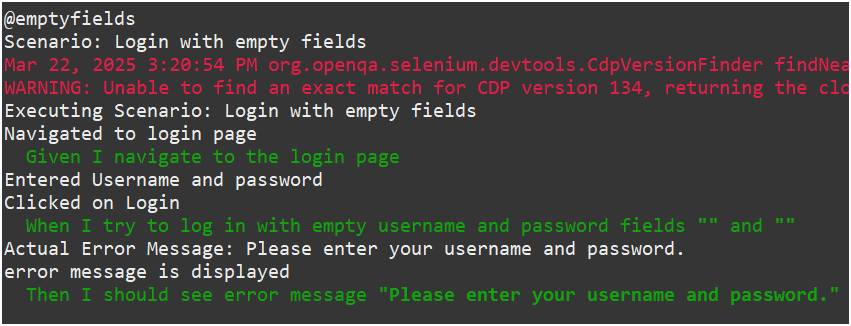 @emptyfields
Scenario: Login with empty fields
Mar 22, 2025 3:20:54 PM org.openqa.selenium.devtools.CdpVersionFinder findNea
WARNING: Unable to find an exact match for CDP version 134, returning the clo
Executing Scenario: Login with empty fields
Navigated to login page
Given I navigate to the login page
Entered Username and password
Clicked on Login
When I try to log in with empty username and password fields "" and ""
Actual Error Message: Please enter your username and password.
error message is displayed
Then I should see error message "Please enter your username and password."